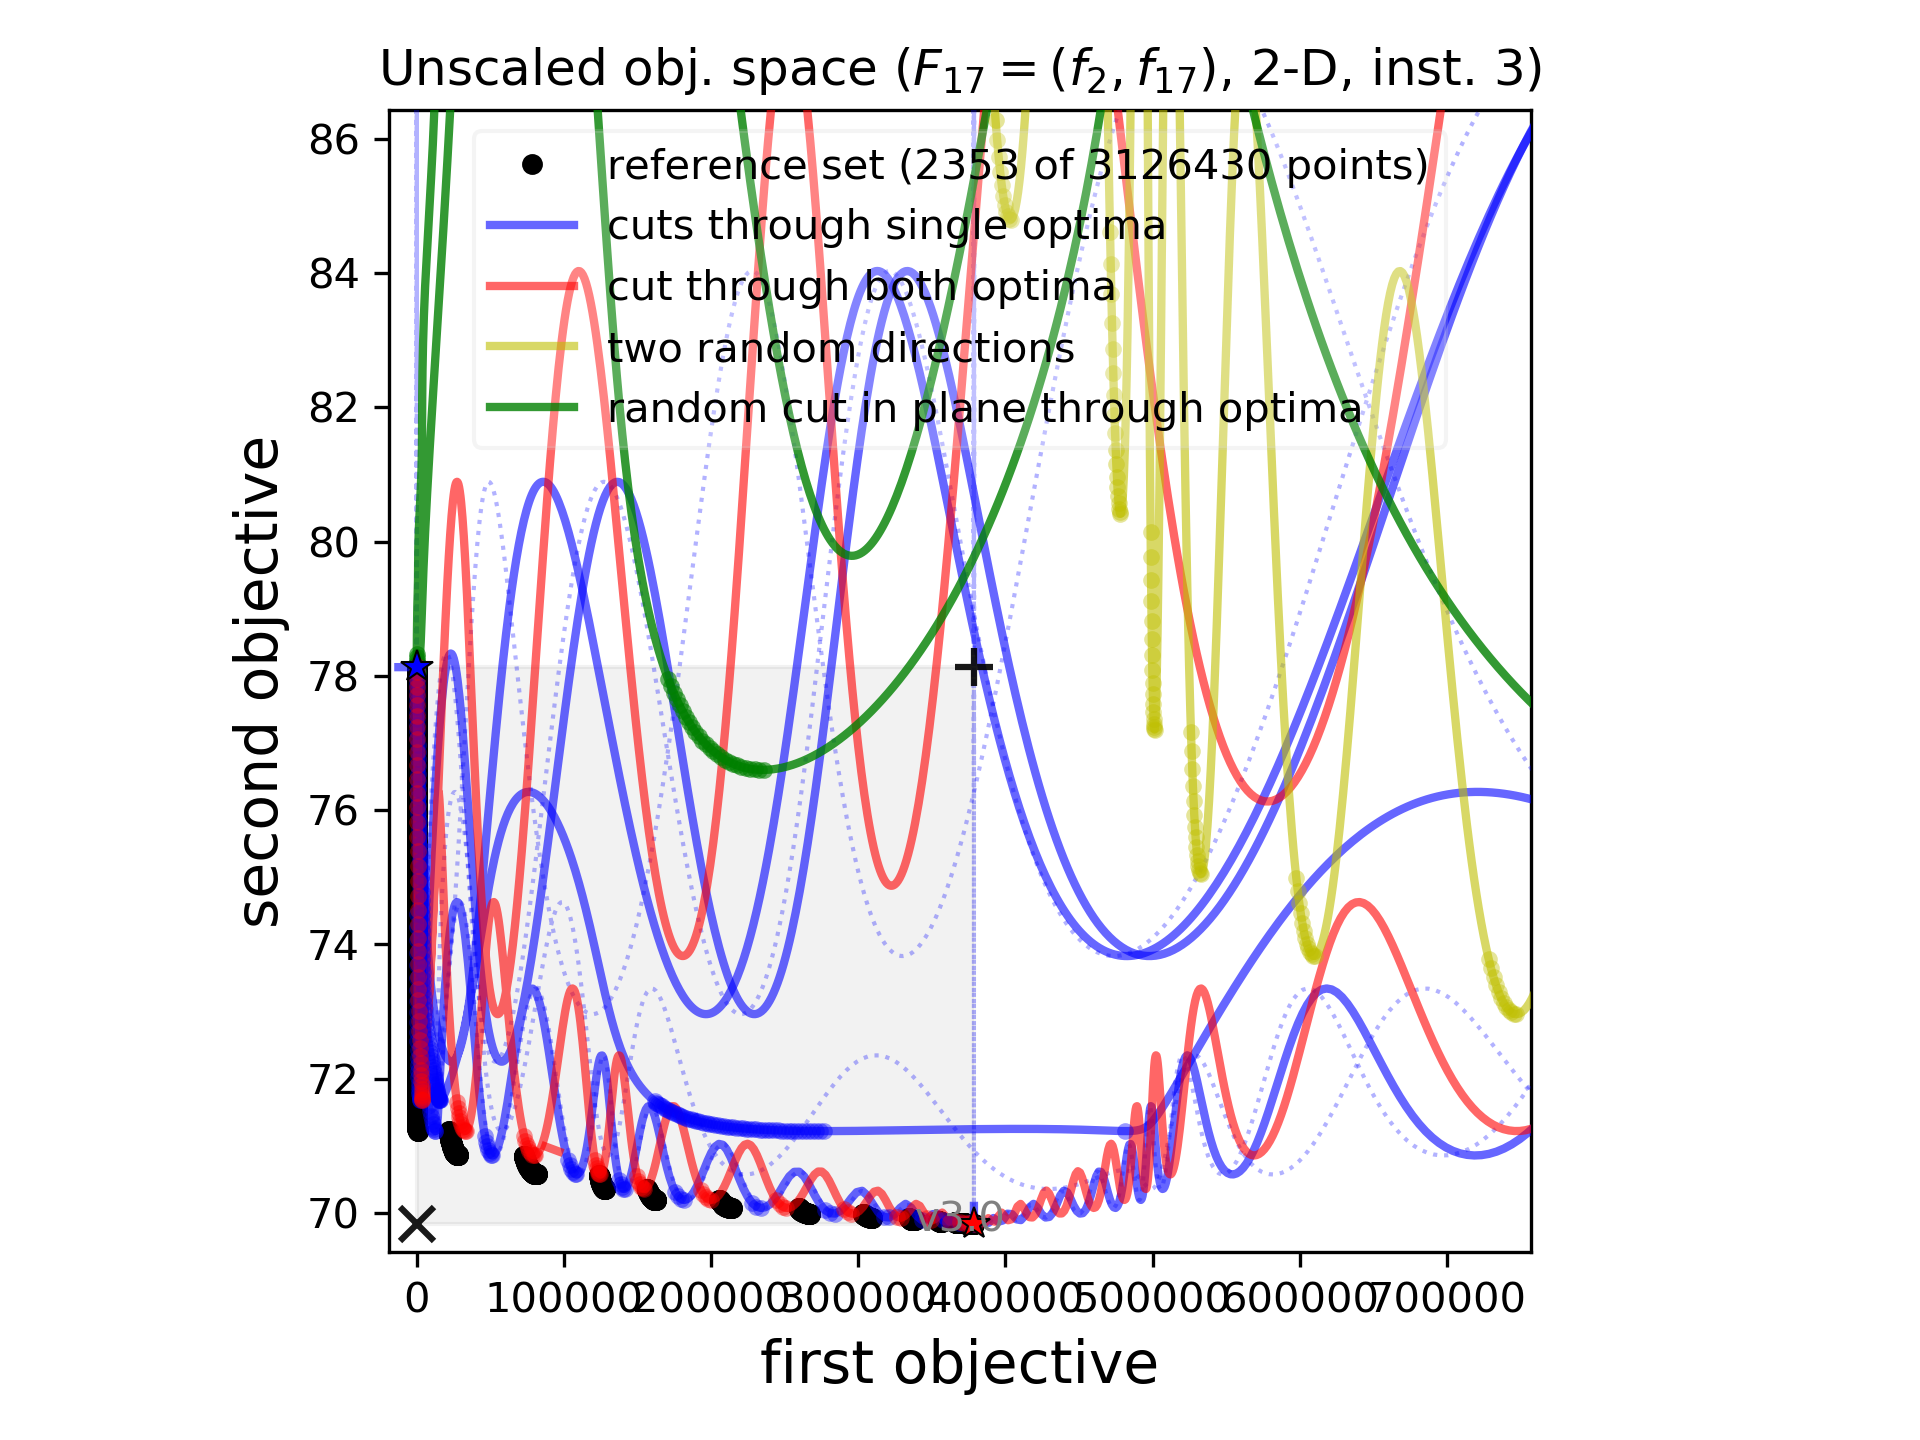 Unscaled obj. space (F₁₇ = (f₂, f₁₇), 2-D, inst. 3)
reference set (2353 of 3126430 points)
cuts through single optima
cut through both optima
two random directions
random cut in plane through optima
86
84
82
80
78
76
74
72
70
second objective
v3.0
0 100000 200000 300000 400000 500000 600000 700000
first objective